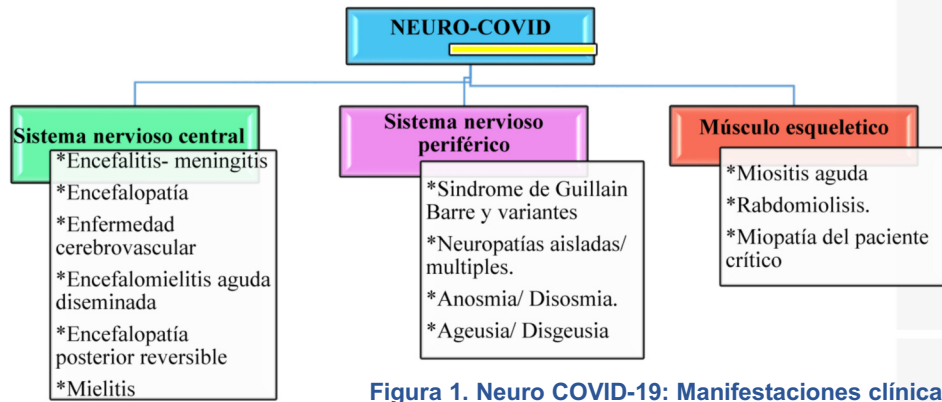 NEURO-COVID
Sistema nervioso central
*Encefalitis- meningitis
*Encefalopatía
*Enfermedad
cerebrovascular
*Encefalomielitis aguda
diseminada
*Encefalopatía
posterior reversible
*Mielitis
Sistema nervioso
periférico
*Sindrome de Guillain
Barre y variantes
*Neuropatías aisladas/
multiples.
*Anosmia/ Disosmia.
*Ageusia/ Disgeusia
Músculo esqueletico
*Miositis aguda
*Rabdomiolisis.
*Miopatía del paciente
crítico
Figura 1. Neuro COVID-19: Manifestaciones clínica